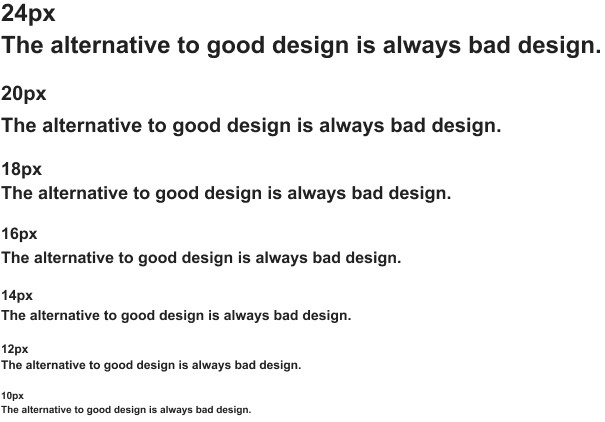 24px
The alternative to good design is always bad design.
20px
The alternative to good design is always bad design.
18px
The alternative to good design is always bad design.
16px
The alternative to good design is always bad design.
14px
The alternative to good design is always bad design.
12px
The alternative to good design is always bad design.
10px
The alternative to good design is always bad design.